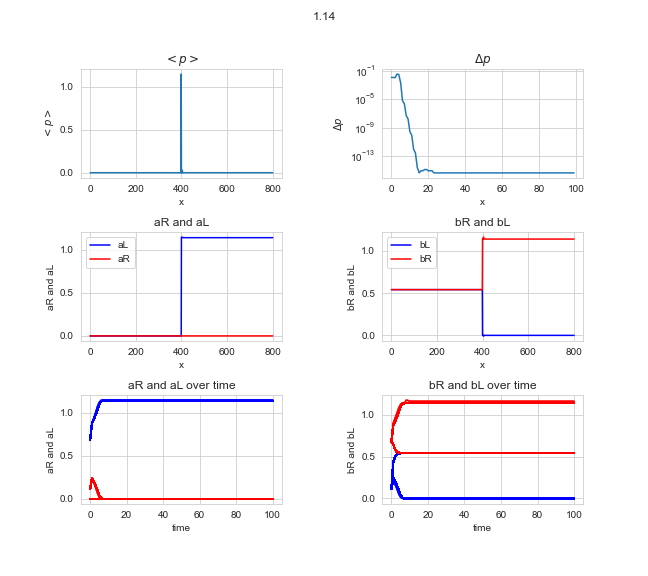 1.14
< p >
Δp
< p >
1.0
0.5
0.0
0 200 400 600 800
x
Δp
10⁻¹
10⁻⁵
10⁻⁹
10⁻¹³
0 20 40 60 80 100
x
aR and aL
bR and bL
aR and aL
1.0
0.5
0.0
aL
aR
0 200 400 600 800
x
bR and bL
1.0
0.5
0.0
bL
bR
0 200 400 600 800
x
aR and aL over time
bR and bL over time
aR and aL
1.0
0.5
0.0
0 20 40 60 80 100
time
bR and bL
1.0
0.5
0.0
0 20 40 60 80 100
time